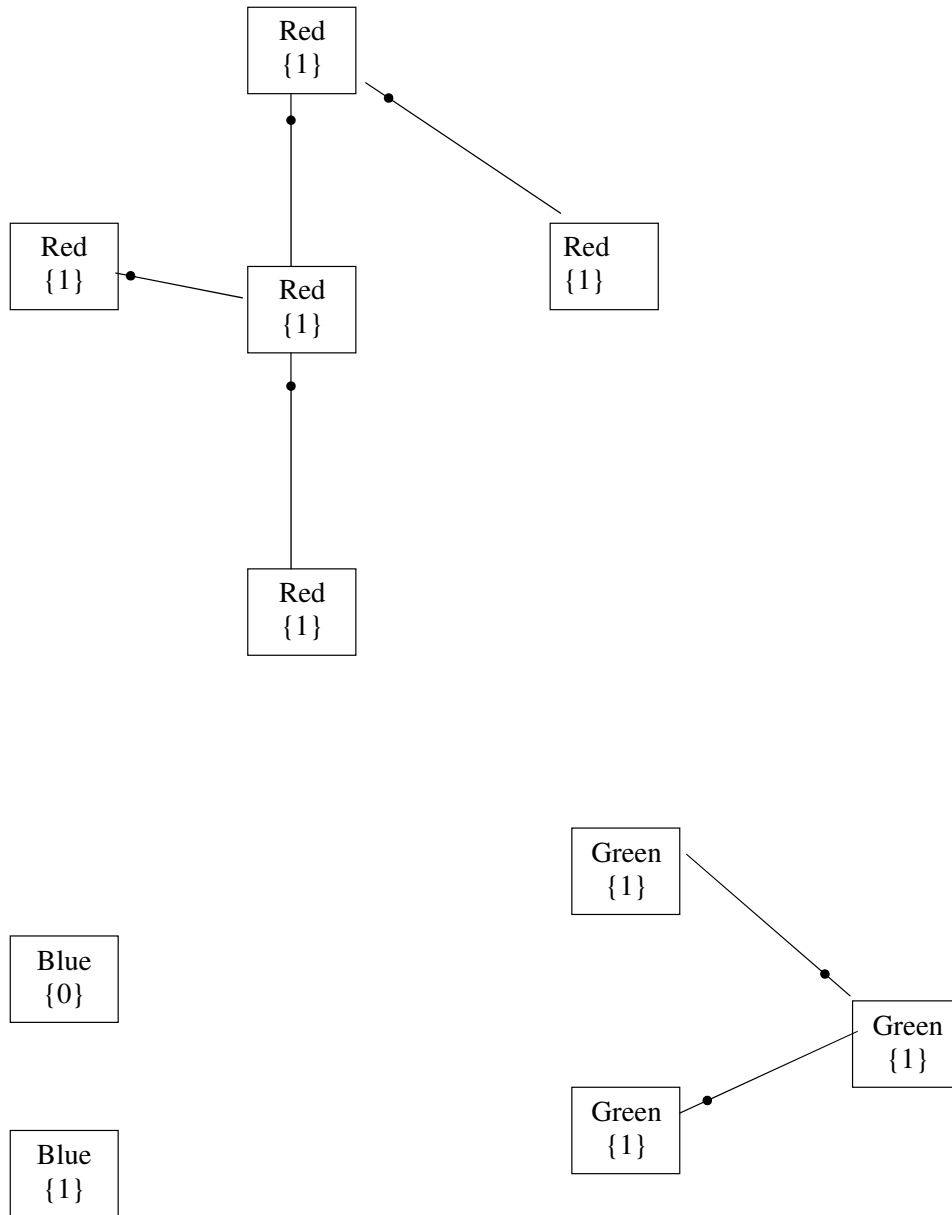 Red
{1}
Red
{1}
Red
{1}
Red
{1}
Red
{1}
Green
{1}
Blue
{0}
Green
{1}
Green
{1}
Blue
{1}